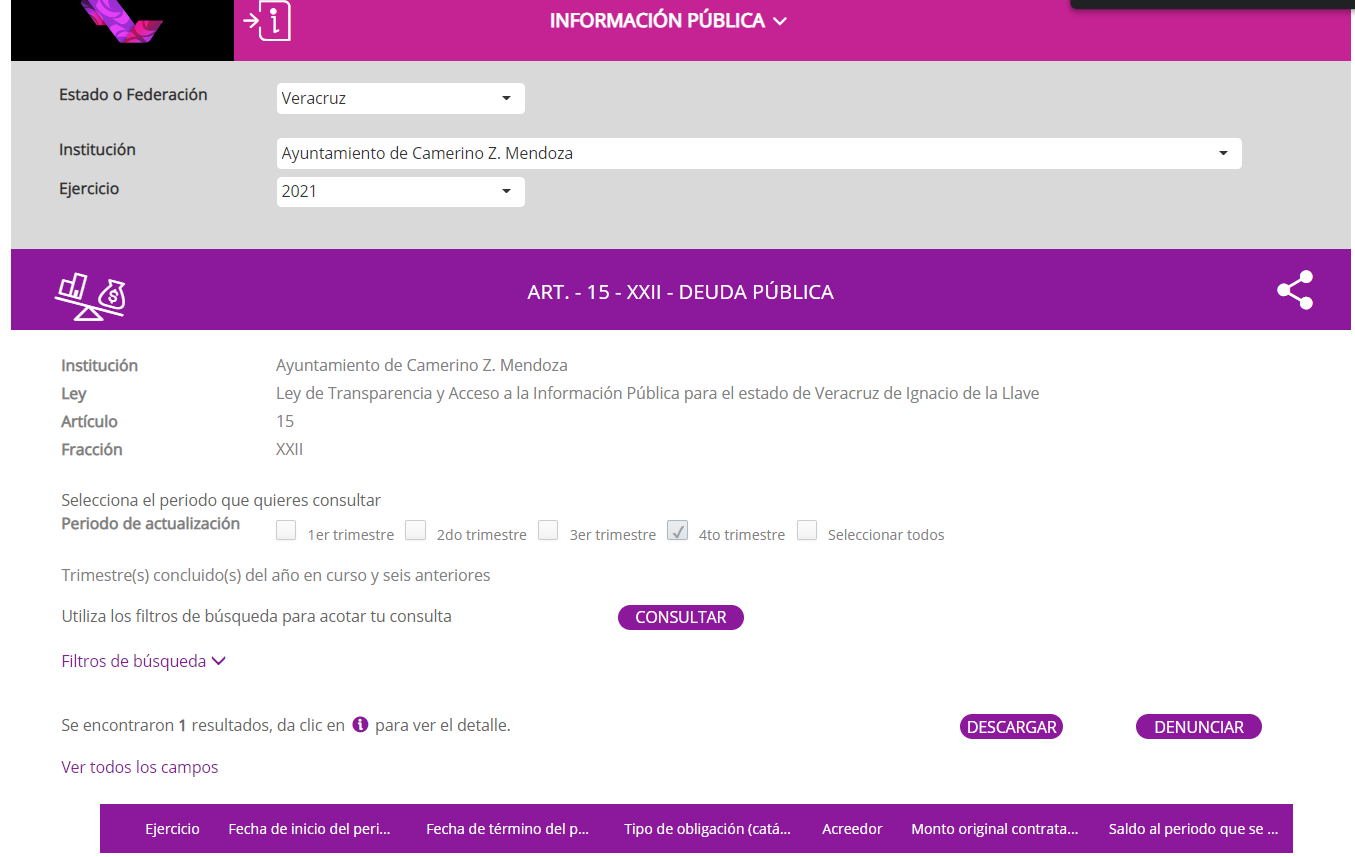 INFORMACIÓN PÚBLICA
Estado o Federación
Veracruz
Institución
Ayuntamiento de Camerino Z. Mendoza
Ejercicio
2021
ART. - 15 - XXII - DEUDA PÚBLICA
Institución Ayuntamiento de Camerino Z. Mendoza
Ley Ley de Transparencia y Acceso a la Información Pública para el estado de Veracruz de Ignacio de la Llave
Artículo 15
Fracción XXII
Selecciona el periodo que quieres consultar
Periodo de actualización 1er trimestre 2do trimestre 3er trimestre 4to trimestre Seleccionar todos
Trimestre(s) concluido(s) del año en curso y seis anteriores
Utiliza los filtros de búsqueda para acotar tu consulta CONSULTAR
Filtros de búsqueda
Se encontraron 1 resultados, da clic en i para ver el detalle. DESCARGAR DENUNCIAR
Ver todos los campos
Ejercicio Fecha de inicio del peri... Fecha de término del p... Tipo de obligación (catá... Acreedor Monto original contrata... Saldo al periodo que se ...